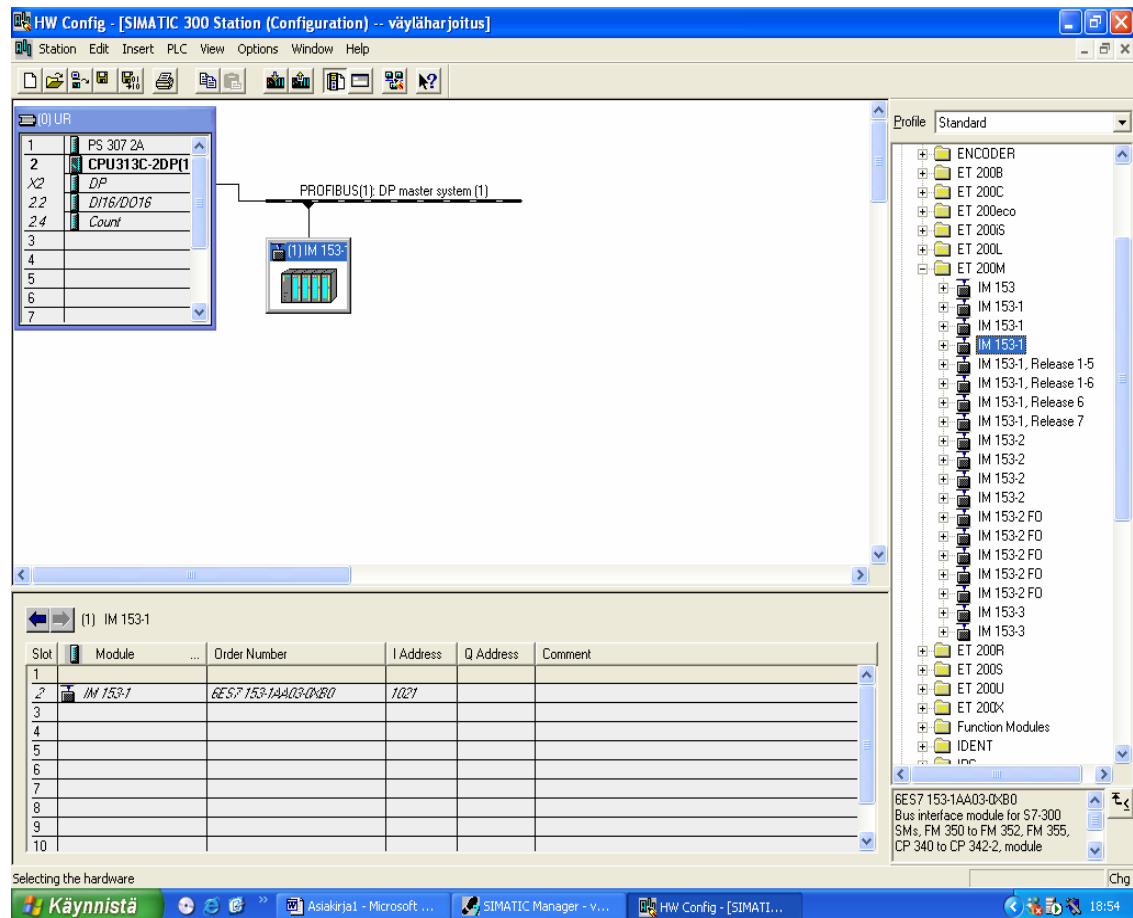 HW Config - [SIMATIC 300 Station (Configuration) -- väyläharjoitus]
Station Edit Insert PLC View Options Window Help
(0) UR
1 PS 307 2A
2 CPU313C-2DP(1
X2 DP
2.2 DI16/DO16
2.4 Count
3
4
5
6
7
PROFIBUS(1): DP master system (1)
(1) IM 153-1
Profile Standard
ENCODER
ET 200B
ET 200C
ET 200eco
ET 200iS
ET 200L
ET 200M
IM 153
IM 153-1
IM 153-1
IM 153-1
IM 153-1, Release 1-5
IM 153-1, Release 1-6
IM 153-1, Release 6
IM 153-1, Release 7
IM 153-2
IM 153-2
IM 153-2
IM 153-2
IM 153-2 FO
IM 153-2 FO
IM 153-2 FO
IM 153-2 FO
IM 153-2 FO
IM 153-3
IM 153-3
ET 200R
ET 200S
ET 200U
ET 200X
Function Modules
IDENT
IPC
6ES7 153-1AA03-0XB0
Bus interface module for S7-300
SMs, FM 350 to FM 352, FM 355,
CP 340 to CP 342-2, module
(1) IM 153-1
Slot Module ... Order Number I Address Q Address Comment
1
2 IM 153-1 6ES7 153-1AA03-0XB0 1021
3
4
5
6
7
8
9
10
Selecting the hardware Chg
Käynnistä » Asiakirja1 - Microsoft ... SIMATIC Manager - v... HW Config - [SIMATI... 18:54